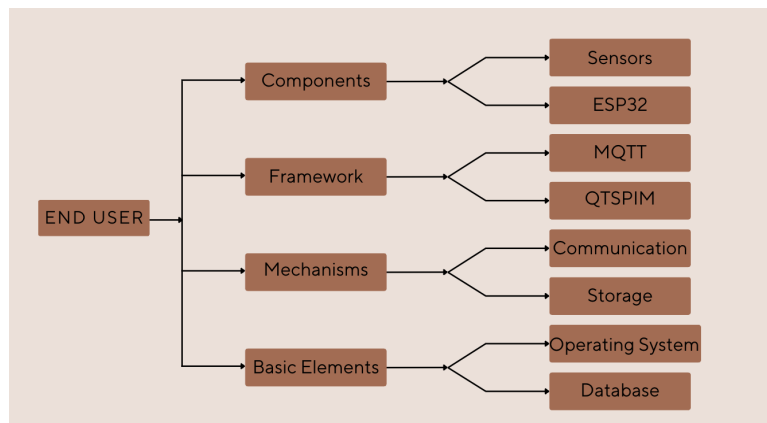 Sensors
Components
ESP32
MQTT
Framework
QTSPIM
END USER
Communication
Mechanisms
Storage
Operating System
Basic Elements
Database